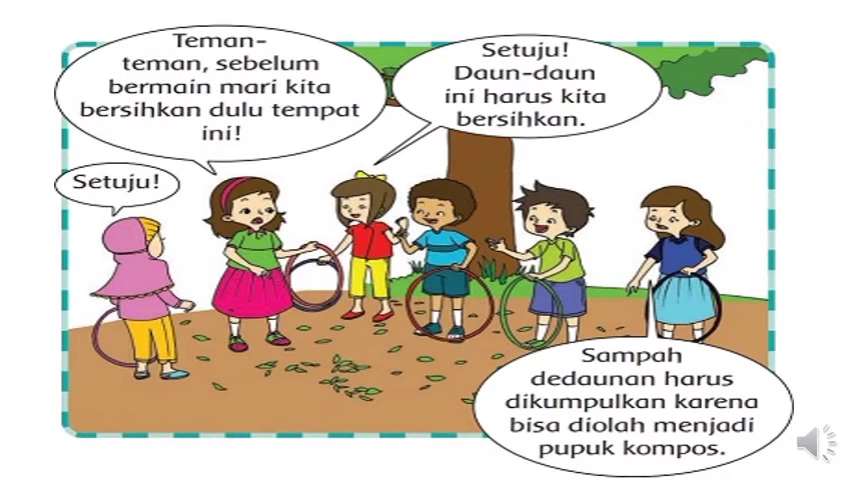 Teman-
teman, sebelum
bermain mari kita
bersihkan dulu tempat
ini!
Setuju!
Daun-daun
ini harus kita
bersihkan.
Setuju!
Sampah
dedaunan harus
dikumpulkan karena
bisa diolah menjadi
pupuk kompos.